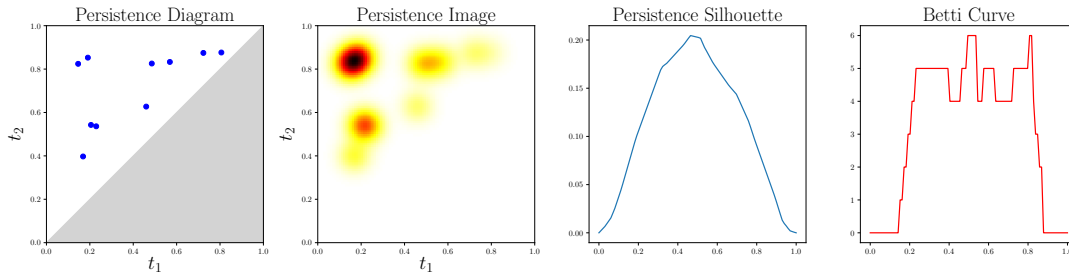 Persistence Diagram
1.0
0.8
0.6
0.4
0.2
0.0
t2
0.0 0.2 0.4 0.6 0.8 1.0
t1
Persistence Image
1.0
0.8
0.6
0.4
0.2
0.0
t2
0.0 0.2 0.4 0.6 0.8 1.0
t1
Persistence Silhouette
0.20
0.15
0.10
0.05
0.00
0.0 0.2 0.4 0.6 0.8 1.0
Betti Curve
6
5
4
3
2
1
0
0.0 0.2 0.4 0.6 0.8 1.0